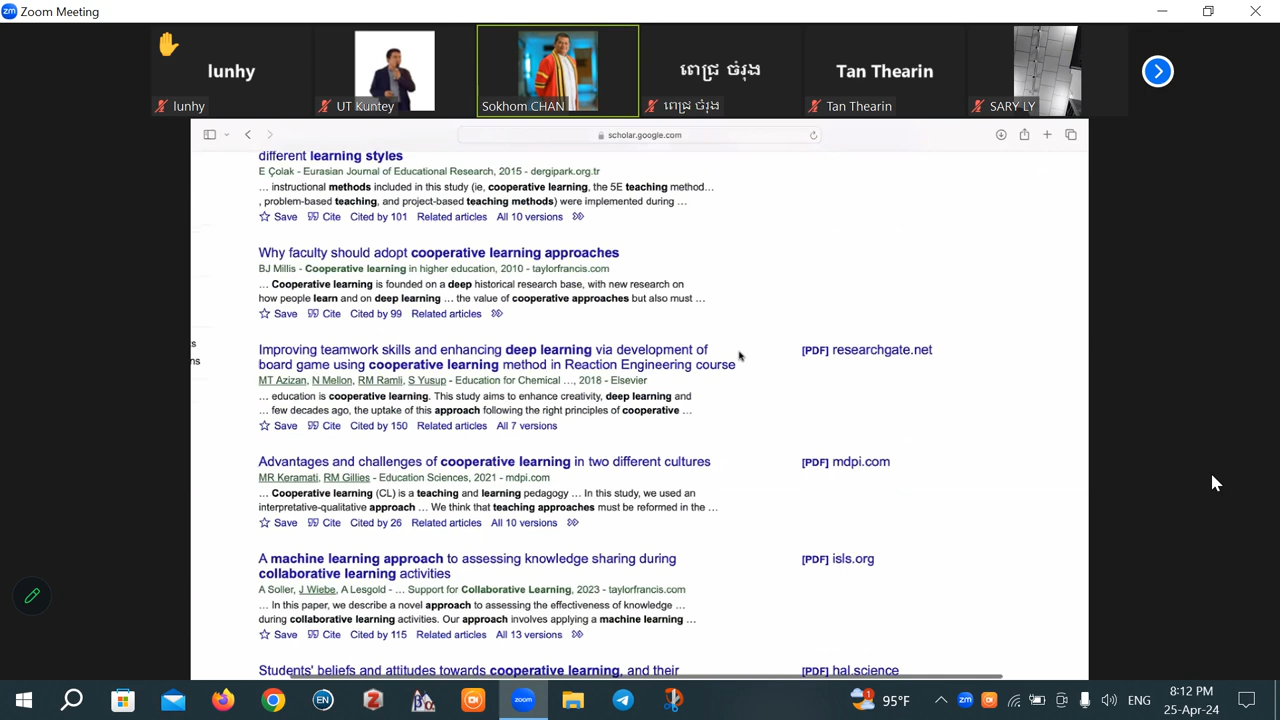 Zoom Meeting
lunhy
lunhy
UT Kuntey
Sokhom CHAN
ពេជ្រ ច់រុង
ពេជ្រ ច់រុង
Tan Thearin
Tan Thearin
SARY LY
scholar.google.com
different learning styles
E Çolak - Eurasian Journal of Educational Research, 2015 - dergipark.org.tr
... instructional methods included in this study (ie, cooperative learning, the 5E teaching method...
, problem-based teaching, and project-based teaching methods) were implemented during ...
Save Cite Cited by 101 Related articles All 10 versions
Why faculty should adopt cooperative learning approaches
BJ Millis - Cooperative learning in higher education, 2010 - taylorfrancis.com
... Cooperative learning is founded on a deep historical research base, with new research on
how people learn and on deep learning ... the value of cooperative approaches but also must ...
Save Cite Cited by 99 Related articles
s
ns
Improving teamwork skills and enhancing deep learning via development of
board game using cooperative learning method in Reaction Engineering course
[PDF] researchgate.net
MT Azizan, N Mellon, RM Ramli, S Yusup - Education for Chemical ..., 2018 - Elsevier
... education is cooperative learning. This study aims to enhance creativity, deep learning and
... few decades ago, the uptake of this approach following the right principles of cooperative ...
Save Cite Cited by 150 Related articles All 7 versions
Advantages and challenges of cooperative learning in two different cultures
[PDF] mdpi.com
MR Keramati, RM Gillies - Education Sciences, 2021 - mdpi.com
... Cooperative learning (CL) is a teaching and learning pedagogy ... In this study, we used an
interpretative-qualitative approach ... We think that teaching approaches must be reformed in the ...
Save Cite Cited by 26 Related articles All 10 versions
A machine learning approach to assessing knowledge sharing during
collaborative learning activities
[PDF] isls.org
A Soller, J Wiebe, A Lesgold - ... Support for Collaborative Learning, 2023 - taylorfrancis.com
... In this paper, we describe a novel approach to assessing the effectiveness of knowledge ...
during collaborative learning activities. Our approach involves applying a machine learning ...
Save Cite Cited by 115 Related articles All 13 versions
Students' beliefs and attitudes towards cooperative learning, and their
[PDF] hal.science
EN
zoom
zm
95°F
ENG
8:12 PM
25-Apr-24